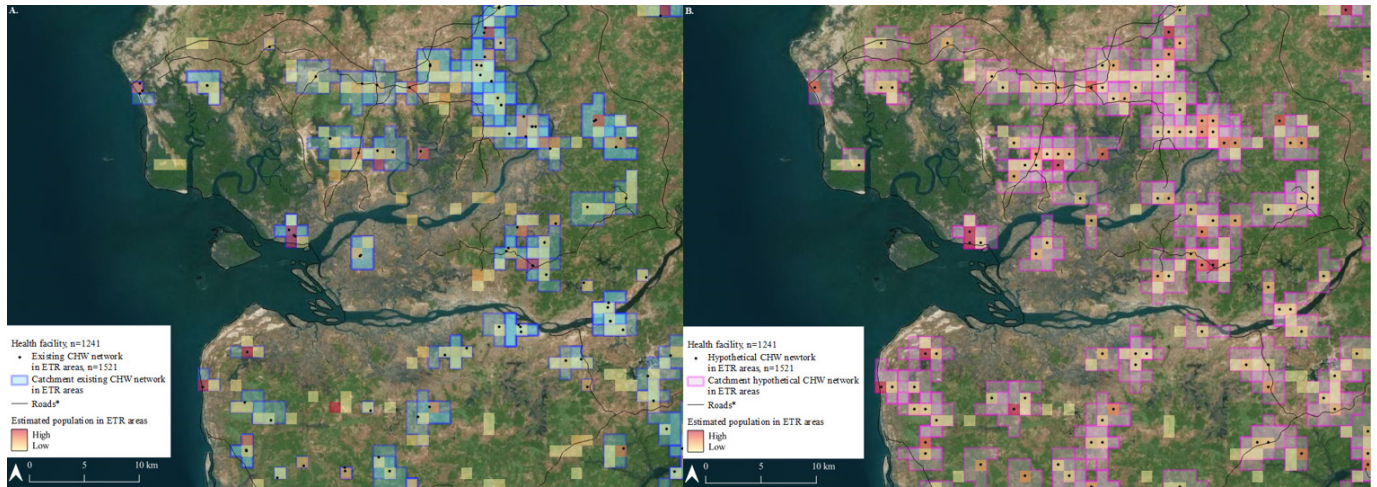 A.
Health facility, n=1241
Existing CHW network
in ETR areas, n=1521
Catchment existing CHW network
in ETR areas
Roads*
Estimated population in ETR areas
High
Low
0 5 10 km
B.
Health facility, n=1241
Hypothetical CHW network
in ETR areas, n=1521
Catchment hypothetical CHW network
in ETR areas
Roads*
Estimated population in ETR areas
High
Low
0 5 10 km